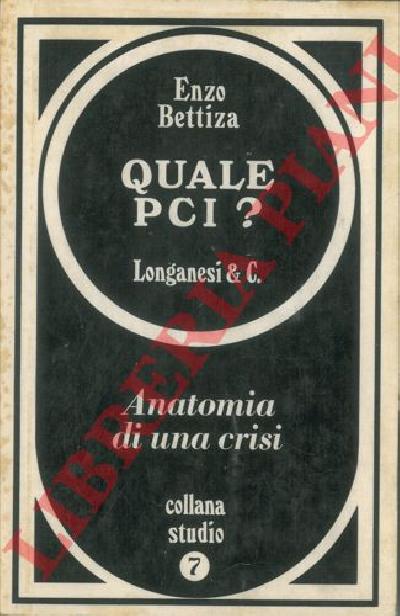 Enzo
Bettiza
QUALE
PCI ?
Longanesi & C.
Anatomia
di una crisi
collana
studio
7
LIBRERIA PIANI